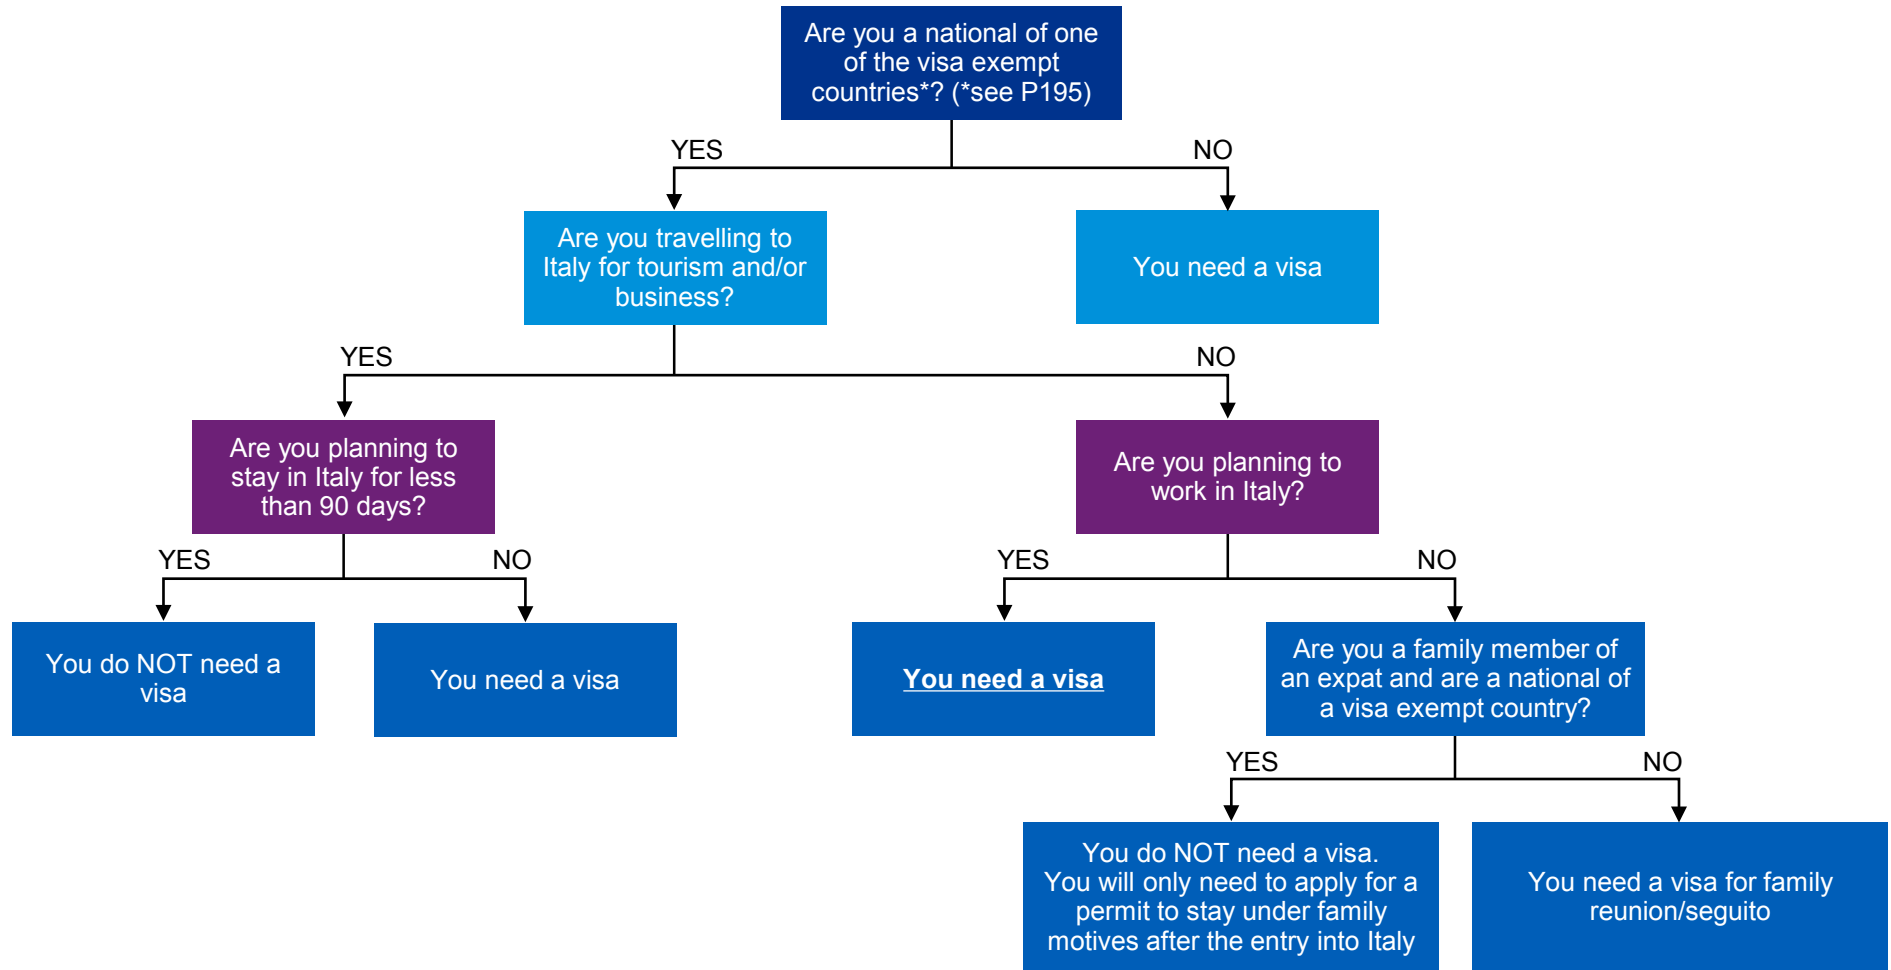 Are you a national of one
of the visa exempt
countries*? (*see P195)
YES
NO
Are you travelling to
Italy for tourism and/or
business?
You need a visa
YES
NO
Are you planning to
stay in Italy for less
than 90 days?
Are you planning to
work in Italy?
YES
NO
YES
NO
You do NOT need a
visa
You need a visa
You need a visa
Are you a family member of
an expat and are a national of
a visa exempt country?
YES
NO
You do NOT need a visa.
You will only need to apply for a
permit to stay under family
motives after the entry into Italy
You need a visa for family
reunion/seguito